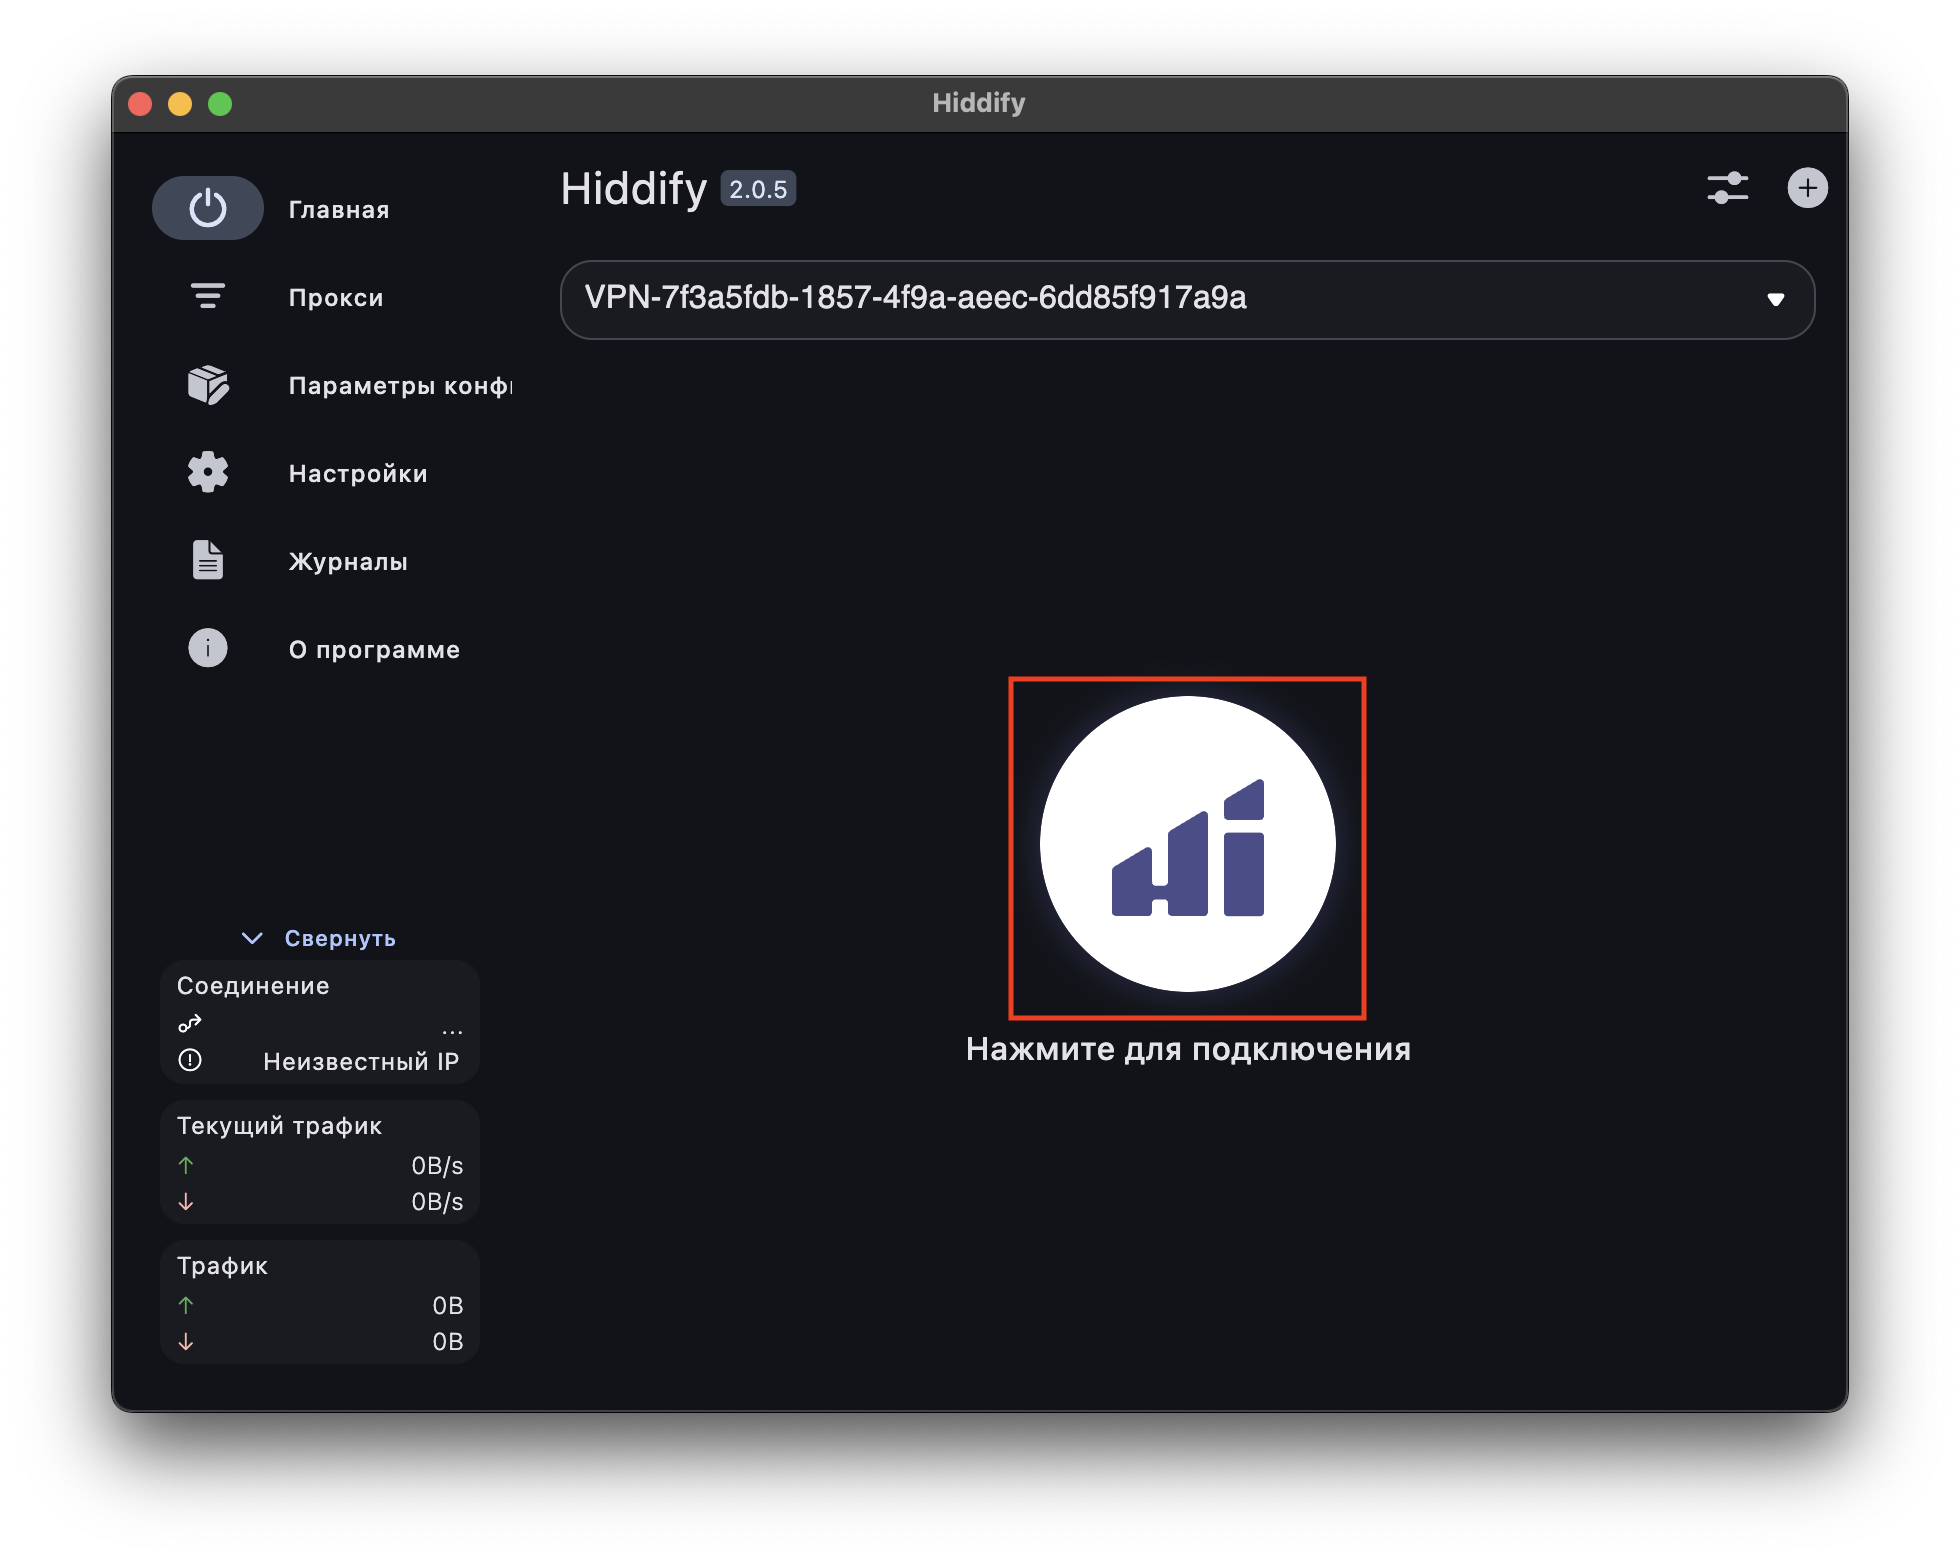 Hiddify
Главная
Прокси
Параметры конф
Настройки
Журналы
О программе
Hiddify 2.0.5
VPN-7f3a5fdb-1857-4f9a-aeec-6dd85f917a9a
Нажмите для подключения
Свернуть
Соединение
...
Неизвестный IP
Текущий трафик
↑ 0B/s
↓ 0B/s
Трафик
↑ 0B
↓ 0B